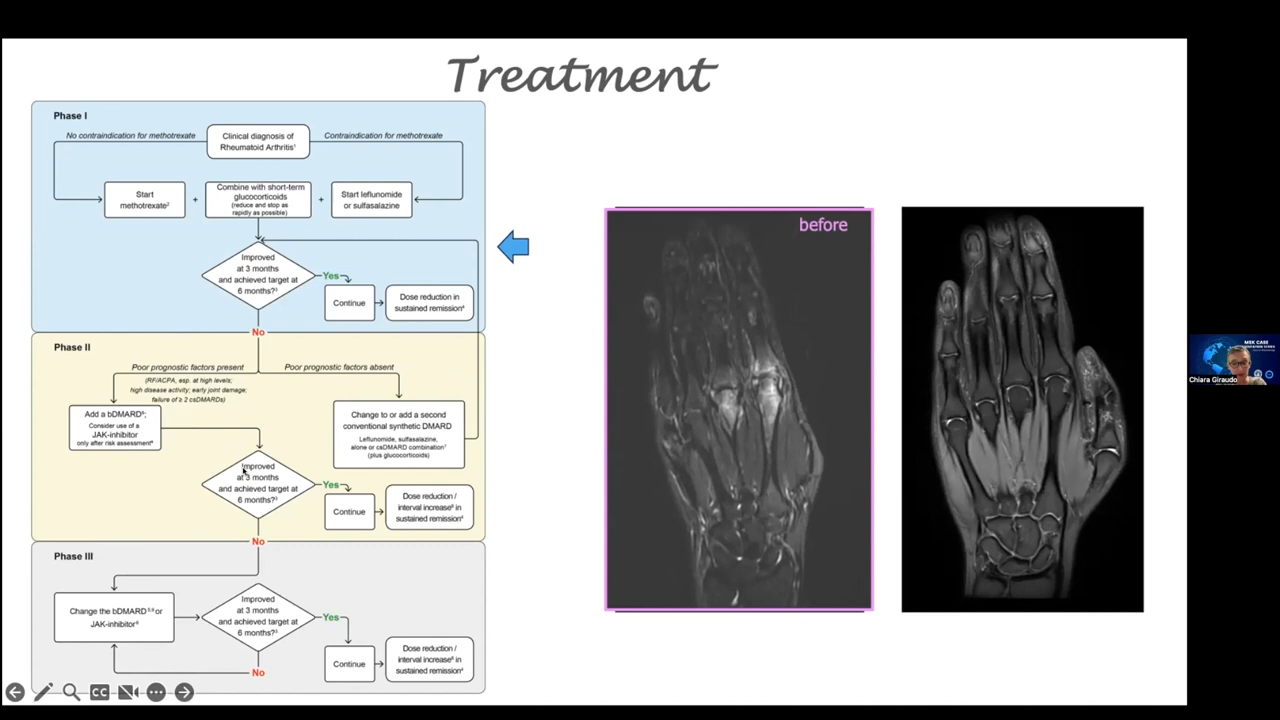 Treatment
Phase I
No contraindication for methotrexate
Clinical diagnosis of
Rheumatoid Arthritis¹
Contraindication for methotrexate
Start
methotrexate²
+
Combine with short-term
glucocorticoids
(reduce and stop as
rapidly as possible)
+
Start leflunomide
or sulfasalazine
Improved
at 3 months
and achieved target at
6 months?³
Yes
Continue
Dose reduction in
sustained remission⁴
No
Phase II
Poor prognostic factors present
(RF/ACPA, esp. at high levels;
high disease activity; early joint damage;
failure of ≥ 2 csDMARDs)
Poor prognostic factors absent
Add a bDMARD⁵;
Consider use of a
JAK-inhibitor
only after risk assessment⁶
Change to or add a second
conventional synthetic DMARD
Leflunomide, sulfasalazine,
alone or csDMARD combination⁷
(plus glucocorticoids)
Improved
at 3 months
and achieved target at
6 months?³
Yes
Continue
Dose reduction /
interval increase⁸ in
sustained remission⁴
No
Phase III
Change the bDMARD⁵,⁹ or
JAK-inhibitor⁶
Improved
at 3 months
and achieved target at
6 months?³
Yes
Continue
Dose reduction /
interval increase⁸ in
sustained remission⁴
No
before
MSK CASE
Chiara Giraudo
CC